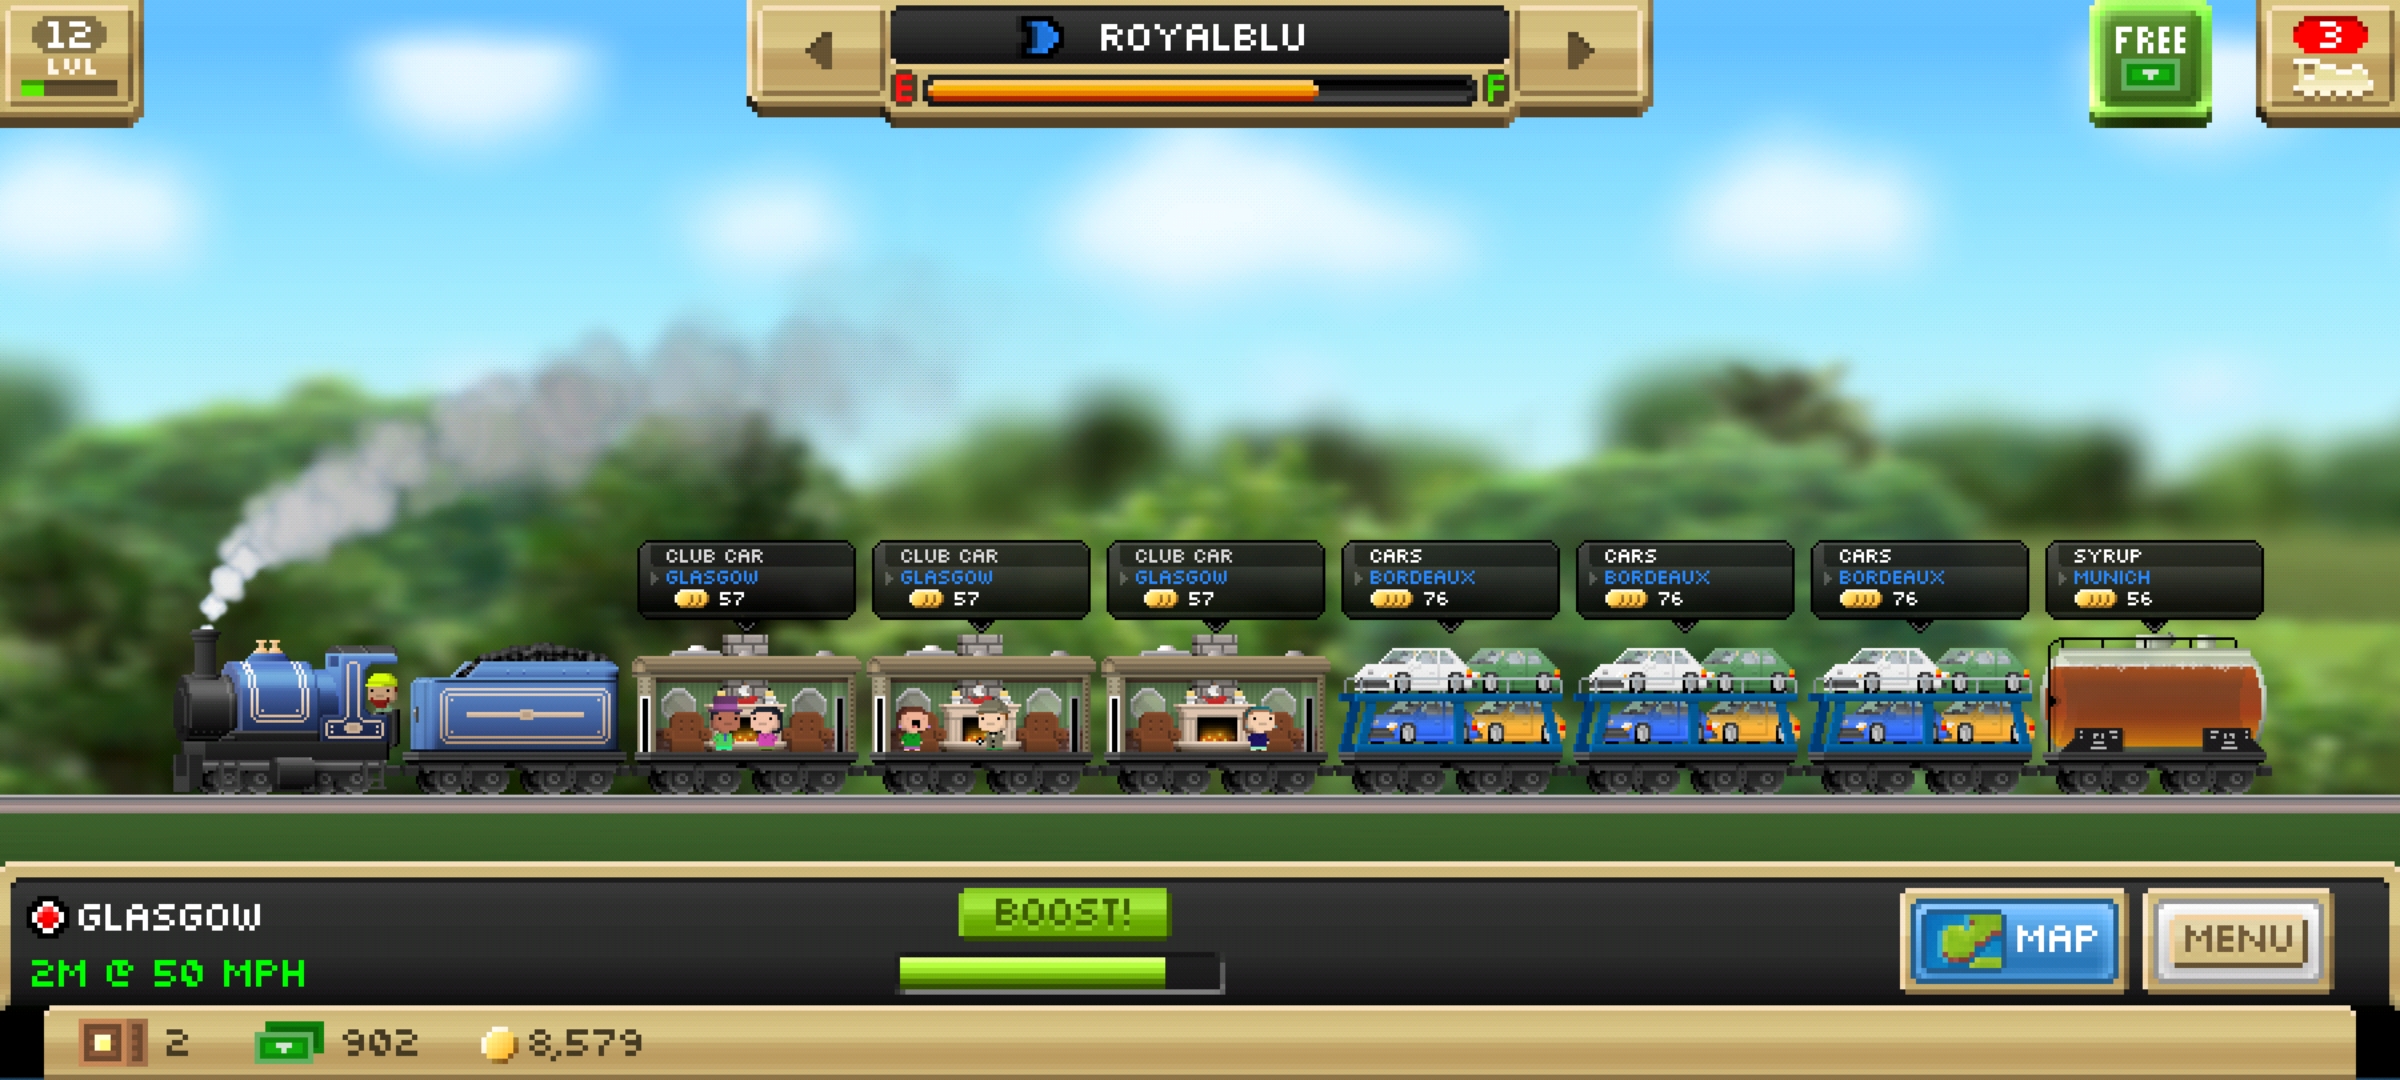 12
LVL
ROYALBLU
E
F
FREE
3
CLUB CAR
GLASGOW
57
CLUB CAR
GLASGOW
57
CLUB CAR
GLASGOW
57
CARS
BORDEAUX
76
CARS
BORDEAUX
76
CARS
BORDEAUX
76
SYRUP
MUNICH
56
GLASGOW
2M @ 50 MPH
BOOST!
MAP
MENU
2
902
8,579